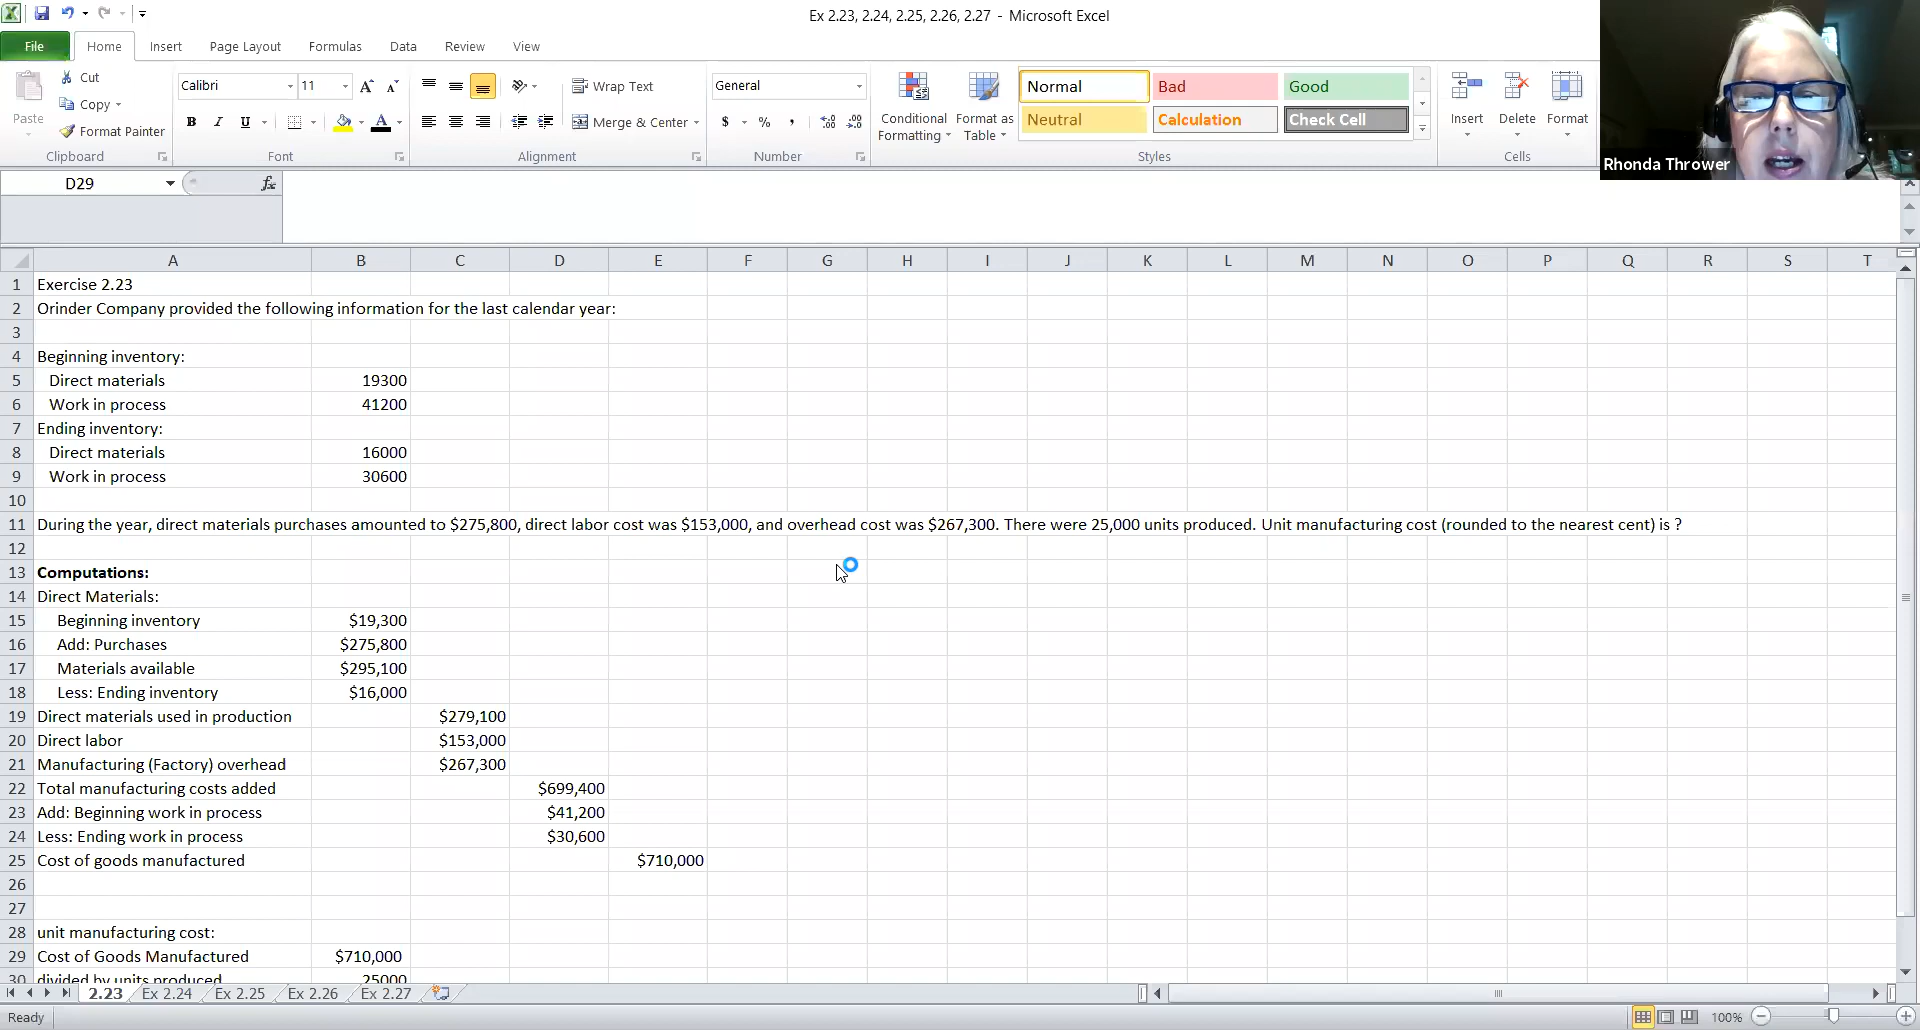 Ex 2.23, 2.24, 2.25, 2.26, 2.27 - Microsoft Excel
File Home Insert Page Layout Formulas Data Review View
Paste
Cut
Copy
Format Painter
Clipboard
Calibri 11
B I U
Font
Wrap Text
Merge & Center
Alignment
General
$ % ,
Number
Conditional Formatting
Format as Table
Normal Bad Good
Neutral Calculation Check Cell
Styles
Insert Delete Format
Cells
Rhonda Thrower
D29 fx
A B C D E F G H I J K L M N O P Q R S T
1 Exercise 2.23
2 Orinder Company provided the following information for the last calendar year:
3
4 Beginning inventory:
5 Direct materials 19300
6 Work in process 41200
7 Ending inventory:
8 Direct materials 16000
9 Work in process 30600
10
11 During the year, direct materials purchases amounted to $275,800, direct labor cost was $153,000, and overhead cost was $267,300. There were 25,000 units produced. Unit manufacturing cost (rounded to the nearest cent) is ?
12
13 Computations:
14 Direct Materials:
15 Beginning inventory $19,300
16 Add: Purchases $275,800
17 Materials available $295,100
18 Less: Ending inventory $16,000
19 Direct materials used in production $279,100
20 Direct labor $153,000
21 Manufacturing (Factory) overhead $267,300
22 Total manufacturing costs added $699,400
23 Add: Beginning work in process $41,200
24 Less: Ending work in process $30,600
25 Cost of goods manufactured $710,000
26
27
28 unit manufacturing cost:
29 Cost of Goods Manufactured $710,000
30 divided by units produced 25000
2.23 Ex 2.24 Ex 2.25 Ex 2.26 Ex 2.27
Ready 100%